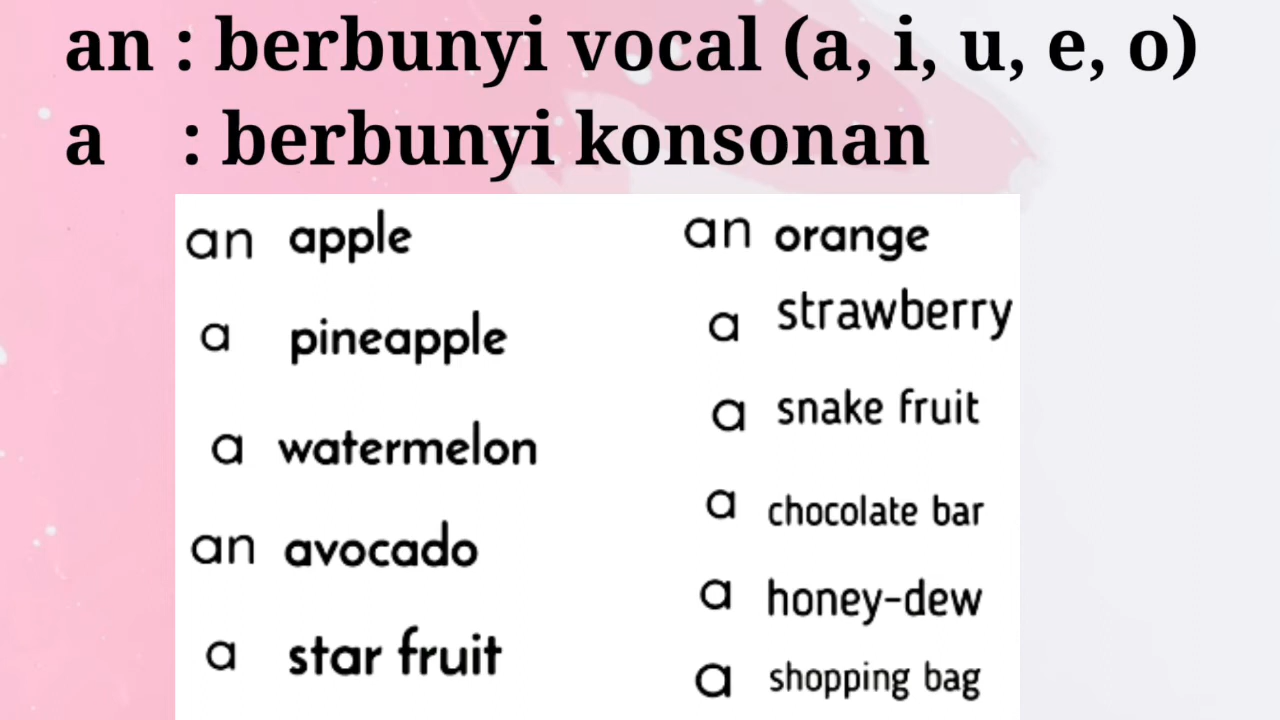 an : berbunyi vocal (a, i, u, e, o)
a : berbunyi konsonan
an apple
a pineapple
a watermelon
an avocado
a star fruit
an orange
a strawberry
a snake fruit
a chocolate bar
a honey-dew
a shopping bag